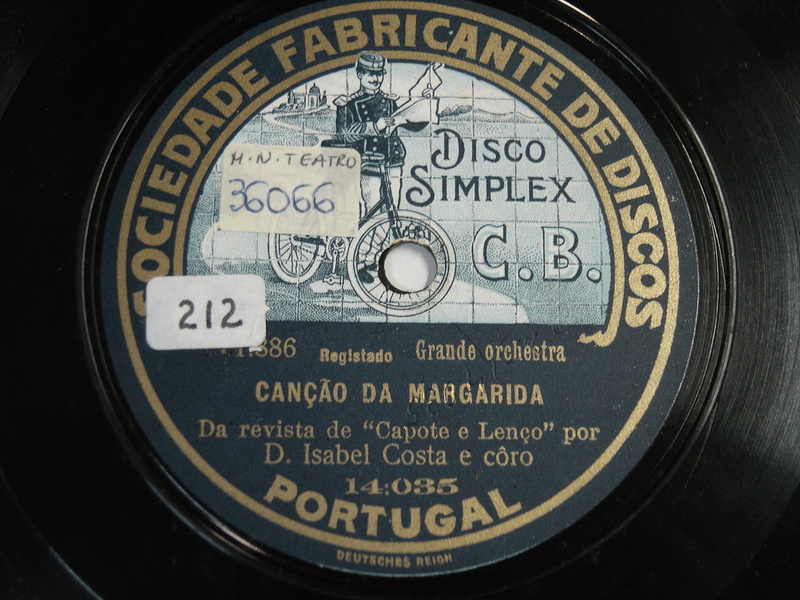 SOCIEDADE FABRICANTE DE DISCOS
DISCO
SIMPLEX
C.B.
M.N.TEATRO
36066
212
Registado Grande orchestra
CANÇÃO DA MARGARIDA
Da revista de "Capote e Lenço" por
D. Isabel Costa e côro
14:035
PORTUGAL
DEUTSCHES REICH